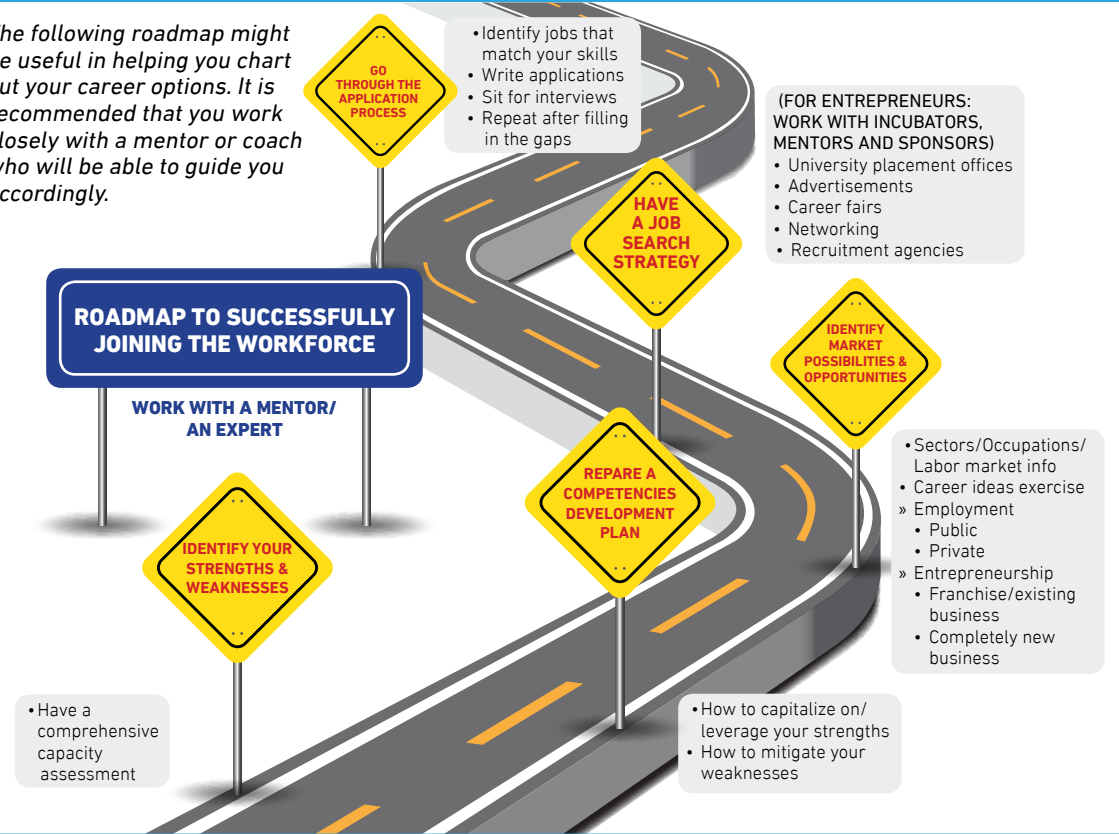 he following roadmap might
e useful in helping you chart
ut your career options. It is
ecommended that you work
losely with a mentor or coach
who will be able to guide you
ccordingly.
GO
THROUGH THE
APPLICATION
PROCESS
• Identify jobs that
match your skills
• Write applications
• Sit for interviews
• Repeat after filling
in the gaps
HAVE
A JOB
SEARCH
STRATEGY
(FOR ENTREPRENEURS:
WORK WITH INCUBATORS,
MENTORS AND SPONSORS)
• University placement offices
• Advertisements
• Career fairs
• Networking
• Recruitment agencies
ROADMAP TO SUCCESSFULLY
JOINING THE WORKFORCE
WORK WITH A MENTOR/
AN EXPERT
IDENTIFY
MARKET
POSSIBILITIES &
OPPORTUNITIES
• Sectors/Occupations/
Labor market info
• Career ideas exercise
» Employment
• Public
• Private
» Entrepreneurship
• Franchise/existing
business
• Completely new
business
REPARE A
COMPETENCIES
DEVELOPMENT
PLAN
• How to capitalize on/
leverage your strengths
• How to mitigate your
weaknesses
IDENTIFY YOUR
STRENGTHS &
WEAKNESSES
• Have a
comprehensive
capacity
assessment